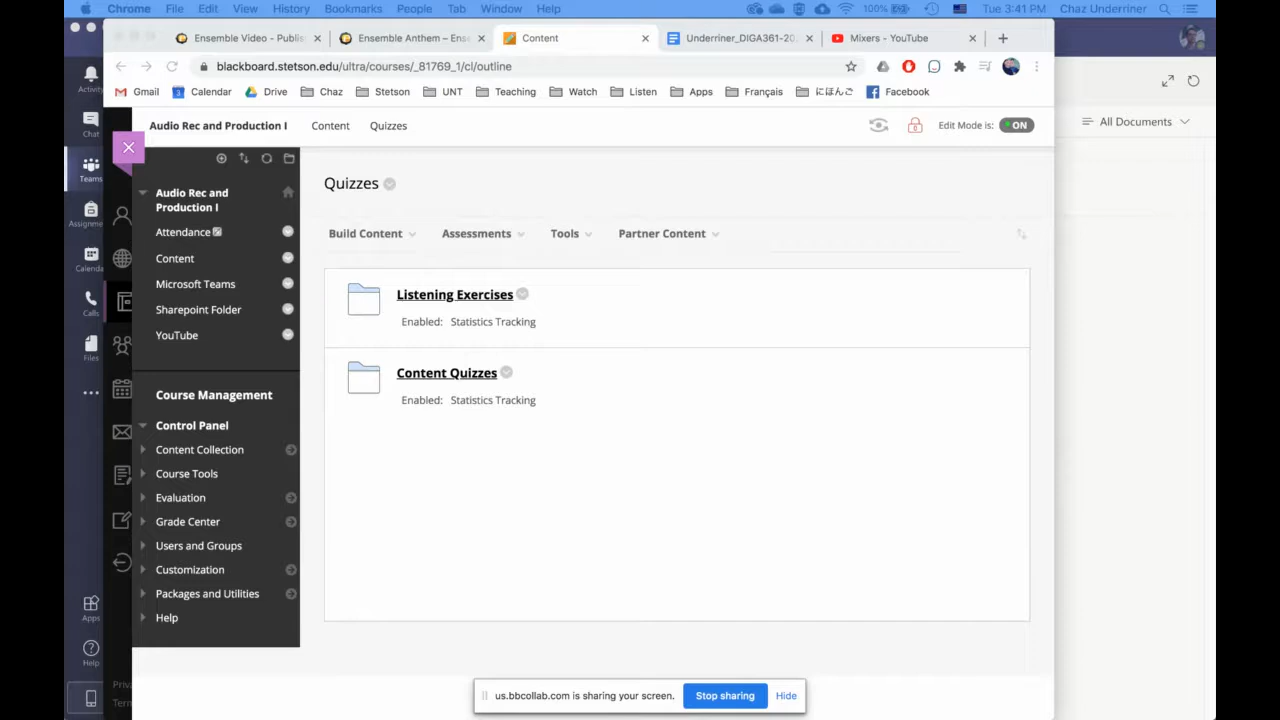 Chrome File Edit View History Bookmarks People Tab Window Help 100% Tue 3:41 PM Chaz Underriner
Ensemble Video - Publis × Ensemble Anthem – Ens × Content × Underriner_DIGA361-20 × Mixers - YouTube × +
blackboard.stetson.edu/ultra/courses/_81769_1/cl/outline
Gmail Calendar Drive Chaz Stetson UNT Teaching Watch Listen Apps Français にほんご Facebook
Activity
Chat
Teams
Assignme
Calenda
Calls
Files
Apps
Help
Priva
Term
Audio Rec and Production I Content Quizzes Edit Mode is: ON
All Documents
Audio Rec and
Production I
Attendance
Content
Microsoft Teams
Sharepoint Folder
YouTube
Course Management
Control Panel
Content Collection
Course Tools
Evaluation
Grade Center
Users and Groups
Customization
Packages and Utilities
Help
Quizzes
Build Content Assessments Tools Partner Content
Listening Exercises
Enabled: Statistics Tracking
Content Quizzes
Enabled: Statistics Tracking
us.bbcollab.com is sharing your screen. Stop sharing Hide